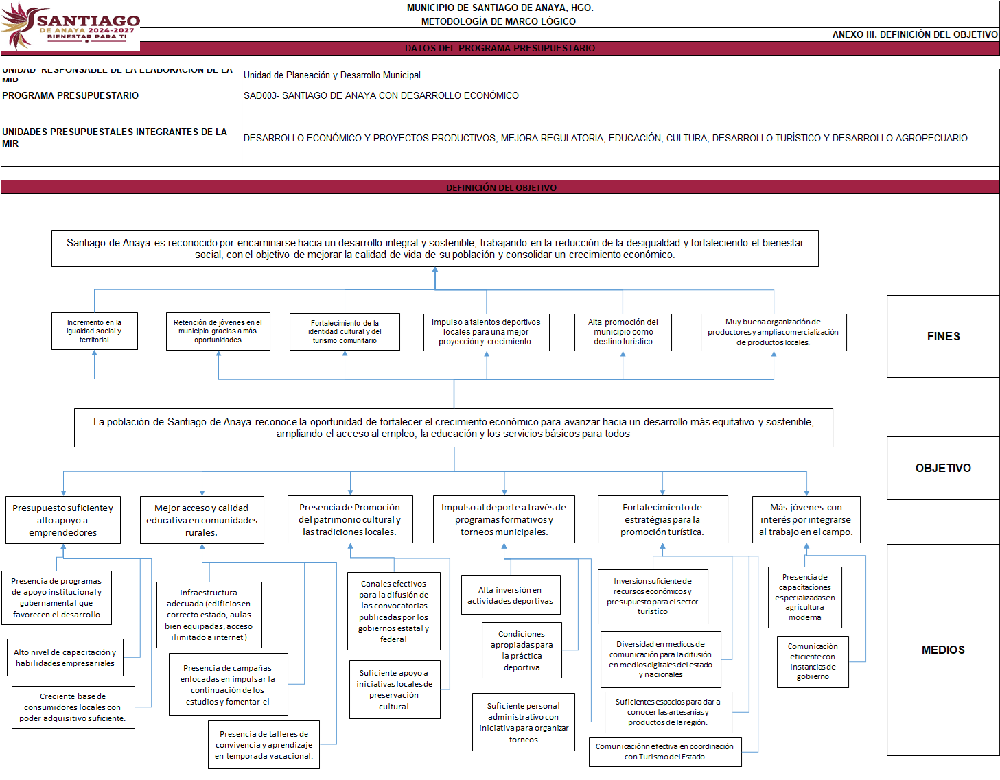 SANTIAGO
DE ANAYA 2024-2027
BIENESTAR PARA TI
MUNICIPIO DE SANTIAGO DE ANAYA, HGO.
METODOLOGÍA DE MARCO LÓGICO
ANEXO III. DEFINICIÓN DEL OBJETIVO
DATOS DEL PROGRAMA PRESUPUESTARIO
UNIDAD RESPONSABLE DE LA ELABORACIÓN DE LA
MIR
Unidad de Planeación y Desarrollo Municipal
PROGRAMA PRESUPUESTARIO
SAD003- SANTIAGO DE ANAYA CON DESARROLLO ECONÓMICO
UNIDADES PRESUPUESTALES INTEGRANTES DE LA
MIR
DESARROLLO ECONÓMICO Y PROYECTOS PRODUCTIVOS, MEJORA REGULATORIA, EDUCACIÓN, CULTURA, DESARROLLO TURÍSTICO Y DESARROLLO AGROPECUARIO
DEFINICIÓN DEL OBJETIVO
Santiago de Anaya es reconocido por encaminarse hacia un desarrollo integral y sostenible, trabajando en la reducción de la desigualdad y fortaleciendo el bienestar
social, con el objetivo de mejorar la calidad de vida de su población y consolidar un crecimiento económico.
Incremento en la
igualdad social y
territorial
Retención de jóvenes en el
municipio gracias a más
oportunidades
Fortalecimiento de la
identidad cultural y del
turismo comunitario
Impulso a talentos deportivos
locales para una mejor
proyección y crecimiento.
Alta promoción del
municipio como
destino turístico
Muy buena organización de
productores y ampliacomercialización
de productos locales.
FINES
La población de Santiago de Anaya reconoce la oportunidad de fortalecer el crecimiento económico para avanzar hacia un desarrollo más equitativo y sostenible,
ampliando el acceso al empleo, la educación y los servicios básicos para todos
OBJETIVO
Presupuesto suficiente y
alto apoyo a
emprendedores
Mejor acceso y calidad
educativa en comunidades
rurales.
Presencia de Promoción
del patrimonio cultural y
las tradiciones locales.
Impulso al deporte a través de
programas formativos y
torneos municipales.
Fortalecimiento de
estratégias para la
promoción turística.
Más jóvenes con
interés por integrarse
al trabajo en el campo.
Presencia de programas
de apoyo institucional y
gubernamental que
favorecen el desarrollo
Alto nivel de capacitación y
habilidades empresariales
Creciente base de
consumidores locales con
poder adquisitivo suficiente.
Infraestructura
adecuada (edificios en
correcto estado, aulas
bien equipadas, acceso
ilimitado a internet )
Presencia de campañas
enfocadas en impulsar la
continuación de los
estudios y fomentar el
Presencia de talleres de
convivencia y aprendizaje
en temporada vacacional.
Canales efectivos
para la difusión de
las convocatorias
publicadas por los
gobiernos estatal y
federal
Suficiente apoyo a
iniciativas locales de
preservación
cultural
Alta inversión en
actividades deportivas
Condiciones
apropiadas para
la práctica
deportiva
Suficiente personal
administrativo con
iniciativa para organizar
torneos
Inversion suficiente de
recursos económicos y
presupuesto para el sector
turístico
Diversidad en medicos de
comunicación para la difusión
en medios digitales del estado
y nacionales
Suficientes espacios para dar a
conocer las artesanías y
productos de la región.
Comunicaciónn efectiva en coordinación
con Turismo del Estado
Presencia de
capacitaciones
especializadas en
agricultura
moderna
Comunicación
eficiente con
instancias de
gobierno
MEDIOS